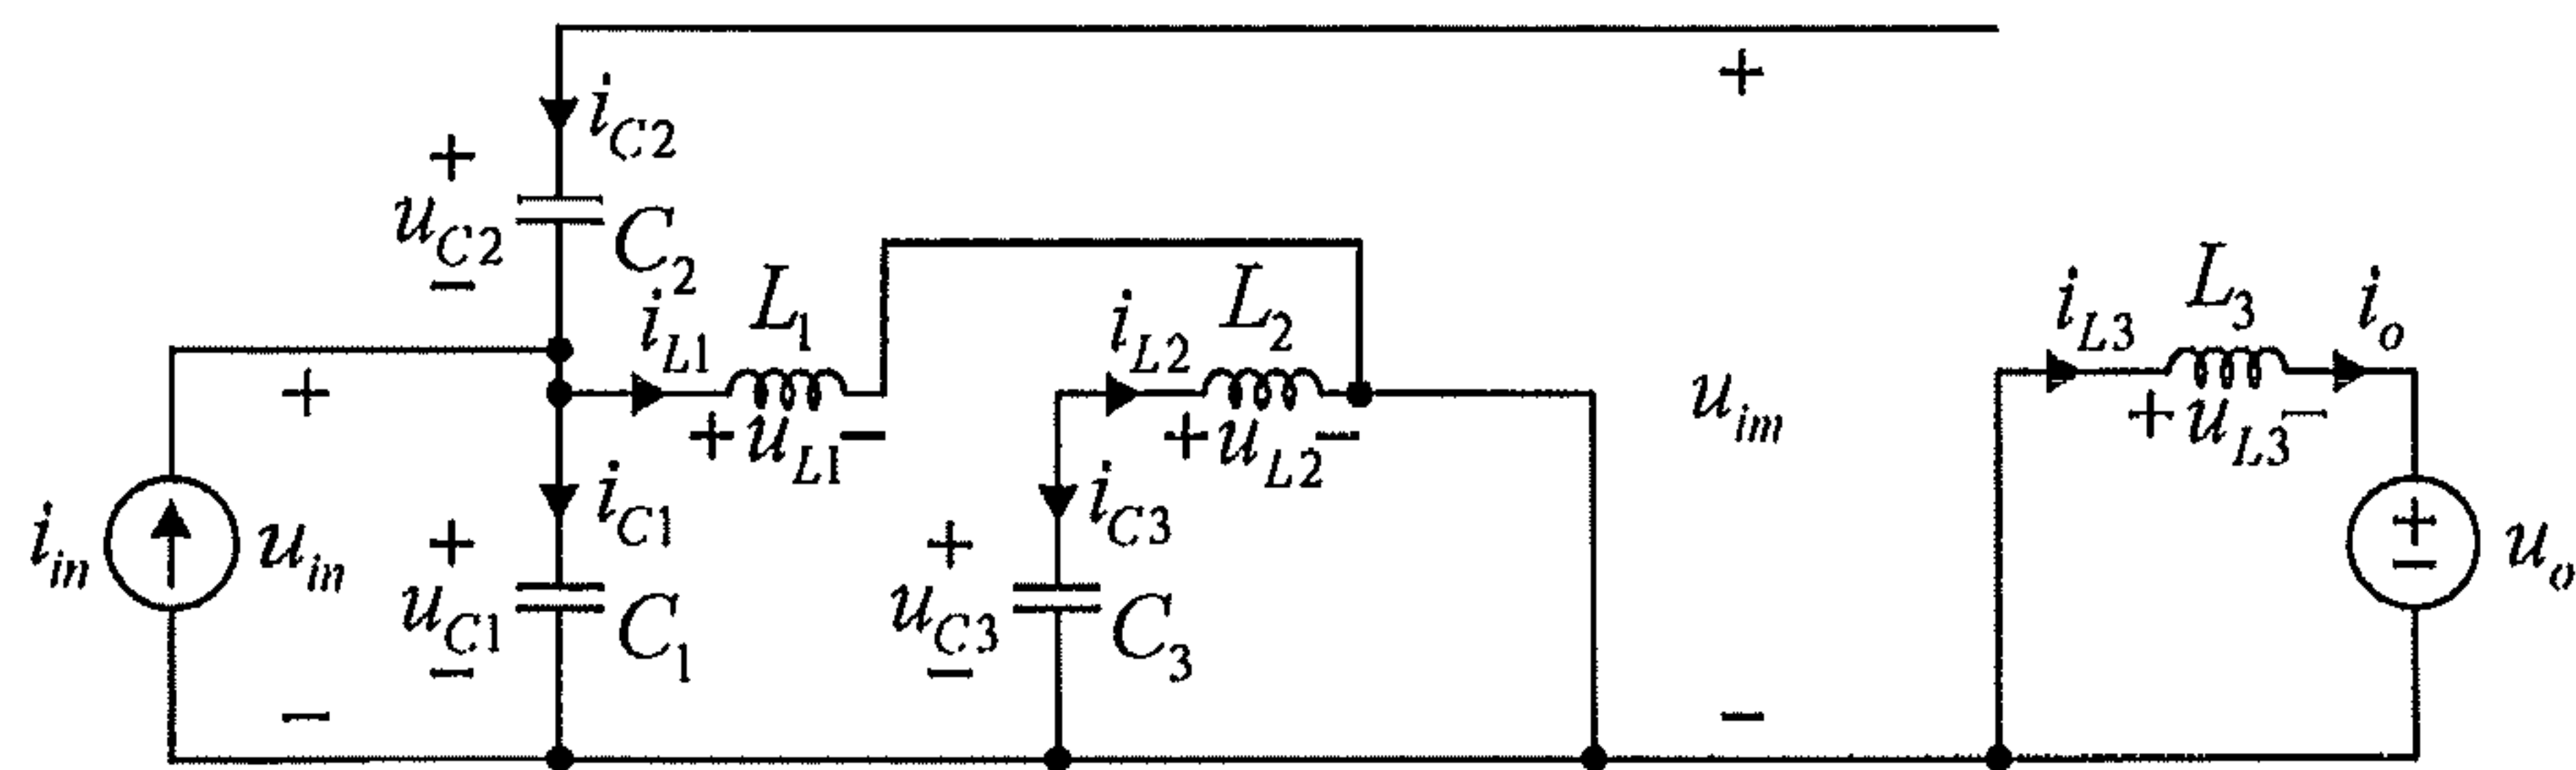 +
i_{C2}
+
u_{C2}
−
C_2
i_{L1}
L_1
+ u_{L1} −
i_{L2}
L_2
+ u_{L2} −
u_{im}
i_{L3}
L_3
i_o
+ u_{L3} −
+
i_{in}
u_{in}
−
i_{C1}
+
u_{C1}
−
C_1
i_{C3}
+
u_{C3}
−
C_3
−
+
−
u_o